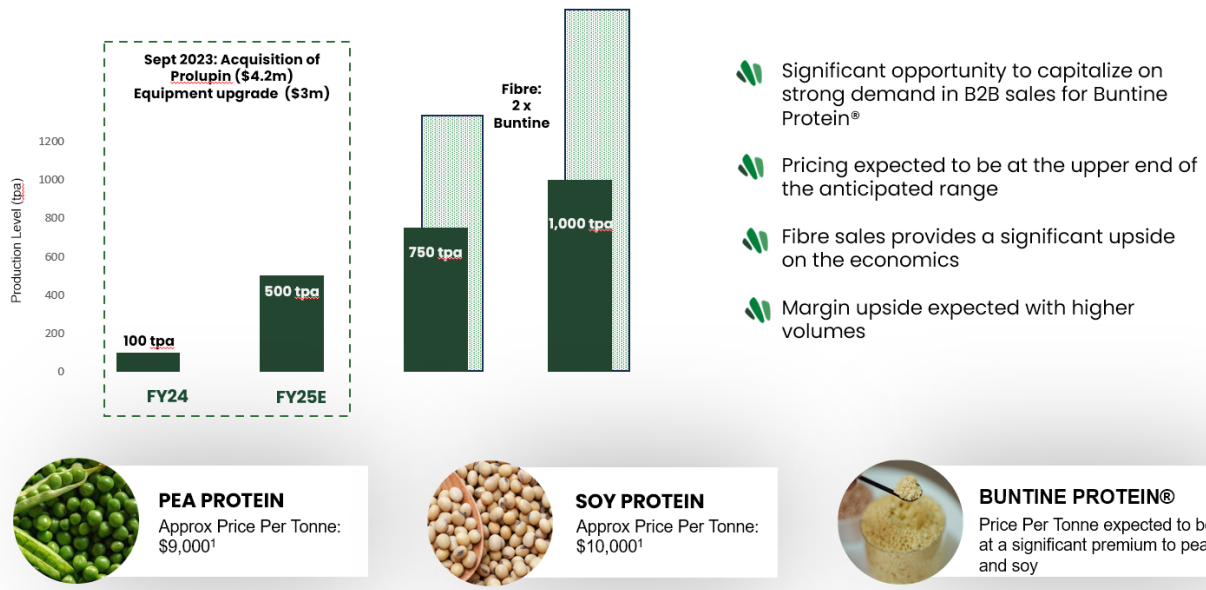 Sept 2023: Acquisition of
Prolupin ($4.2m)
Equipment upgrade ($3m)
Fibre:
2 x
Buntine
Production Level (tpa)
1200
1000
800
600
400
200
0
100 tpa
500 tpa
750 tpa
1,000 tpa
FY24
FY25E
Significant opportunity to capitalize on
strong demand in B2B sales for Buntine
Protein®
Pricing expected to be at the upper end of
the anticipated range
Fibre sales provides a significant upside
on the economics
Margin upside expected with higher
volumes
PEA PROTEIN
Approx Price Per Tonne:
$9,000¹
SOY PROTEIN
Approx Price Per Tonne:
$10,000¹
BUNTINE PROTEIN®
Price Per Tonne expected to be
at a significant premium to pea
and soy